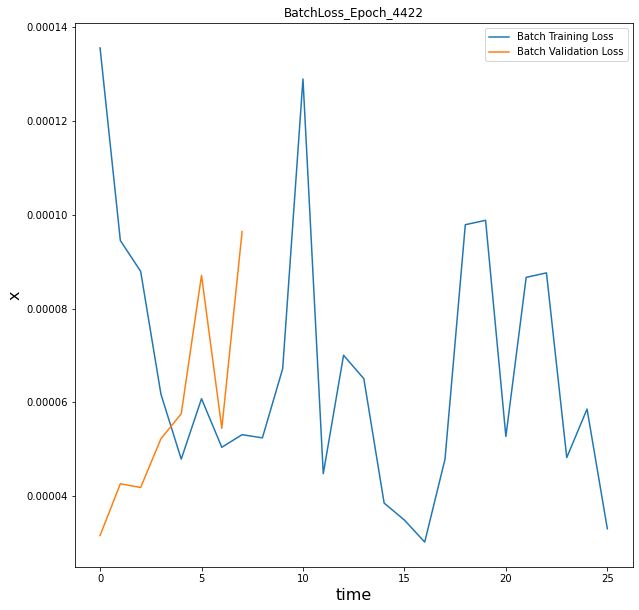 BatchLoss_Epoch_4422
Batch Training Loss
Batch Validation Loss
0.00014
0.00012
0.00010
0.00008
0.00006
0.00004
x
0 5 10 15 20 25
time